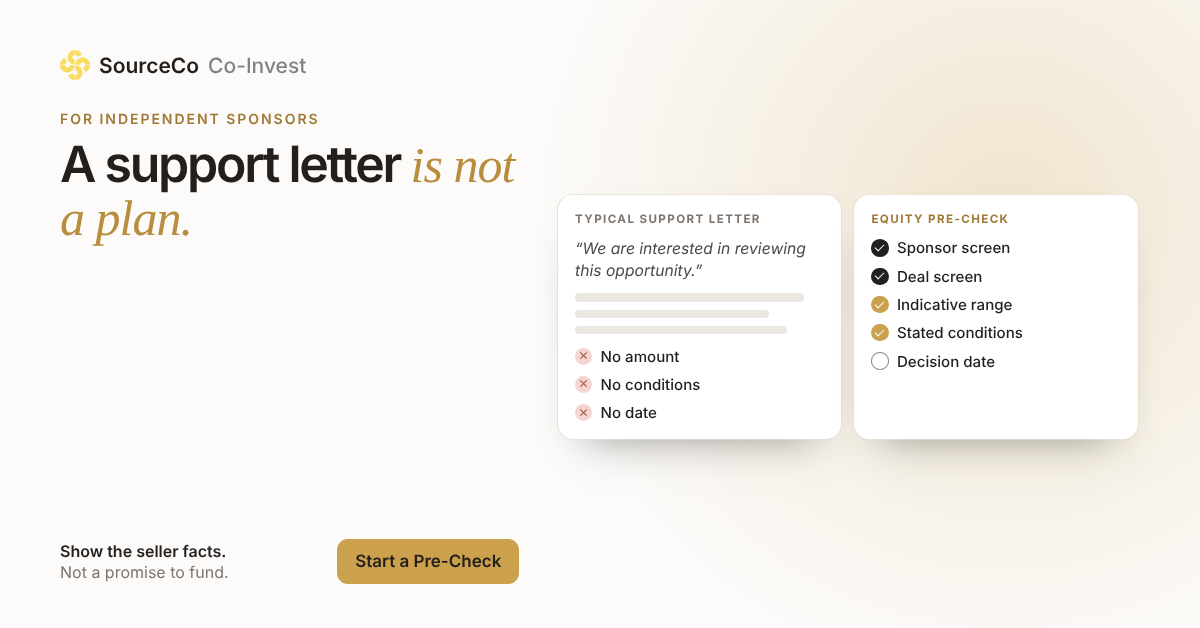 SourceCo Co-Invest
FOR INDEPENDENT SPONSORS
A support letter is not
a plan.
TYPICAL SUPPORT LETTER
“We are interested in reviewing
this opportunity.”
No amount
No conditions
No date
EQUITY PRE-CHECK
Sponsor screen
Deal screen
Indicative range
Stated conditions
Decision date
Show the seller facts.
Not a promise to fund.
Start a Pre-Check